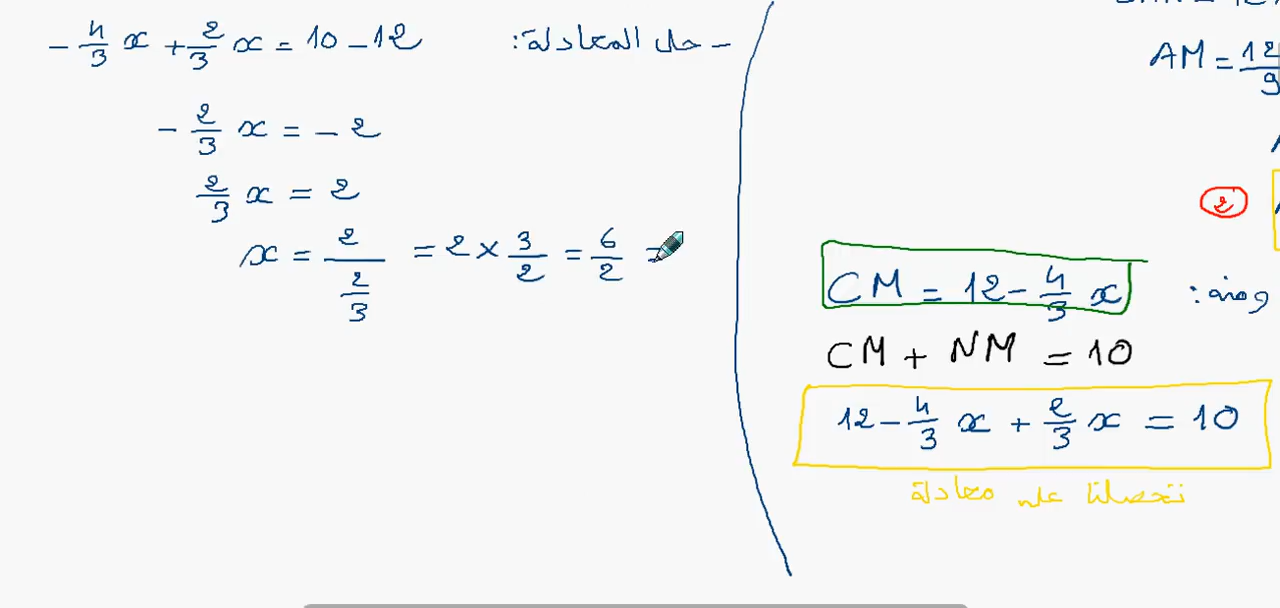 - حل المعادلة:
-4/3 x + 2/3 x = 10 - 12
-2/3 x = -2
2/3 x = 2
x = 2/(2/3) = 2 × 3/2 = 6/2 =
AM = 12/9
2
ومنه: CM = 12 - 4/3 x
CM + NM = 10
12 - 4/3 x + 2/3 x = 10
نتحصلنا على معادلة